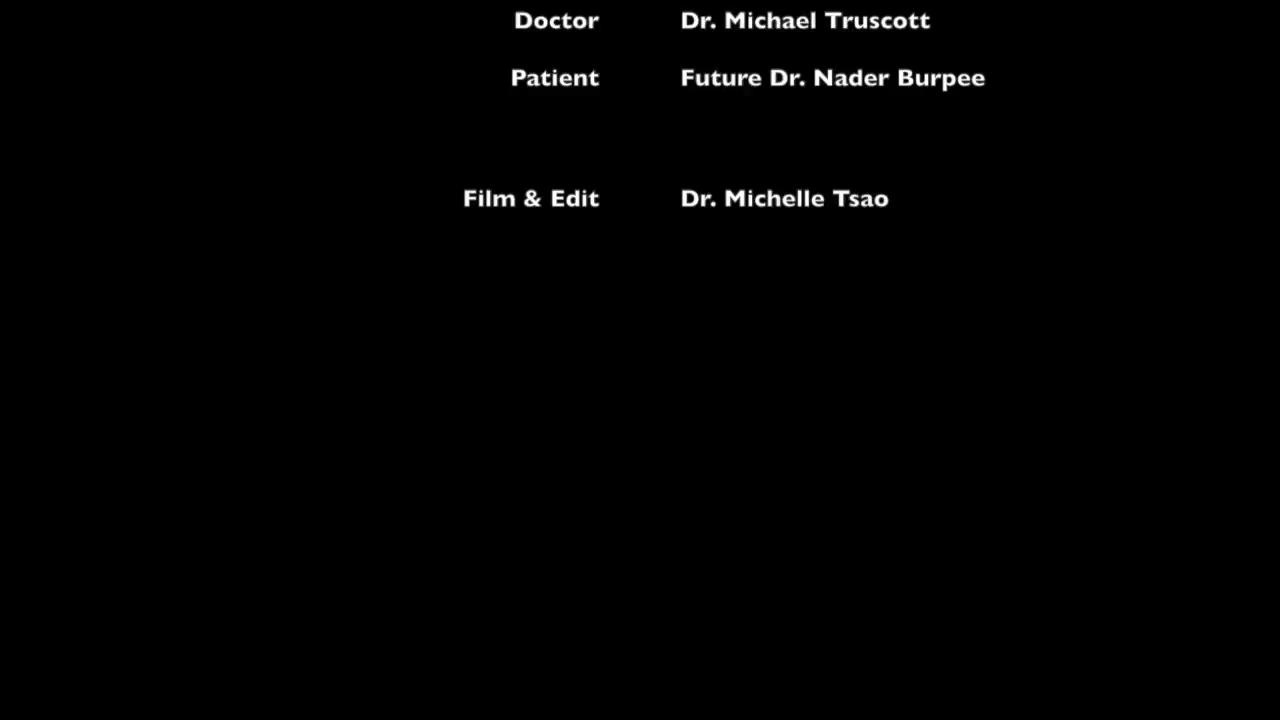 Doctor Dr. Michael Truscott
Patient Future Dr. Nader Burpee
Film & Edit Dr. Michelle Tsao